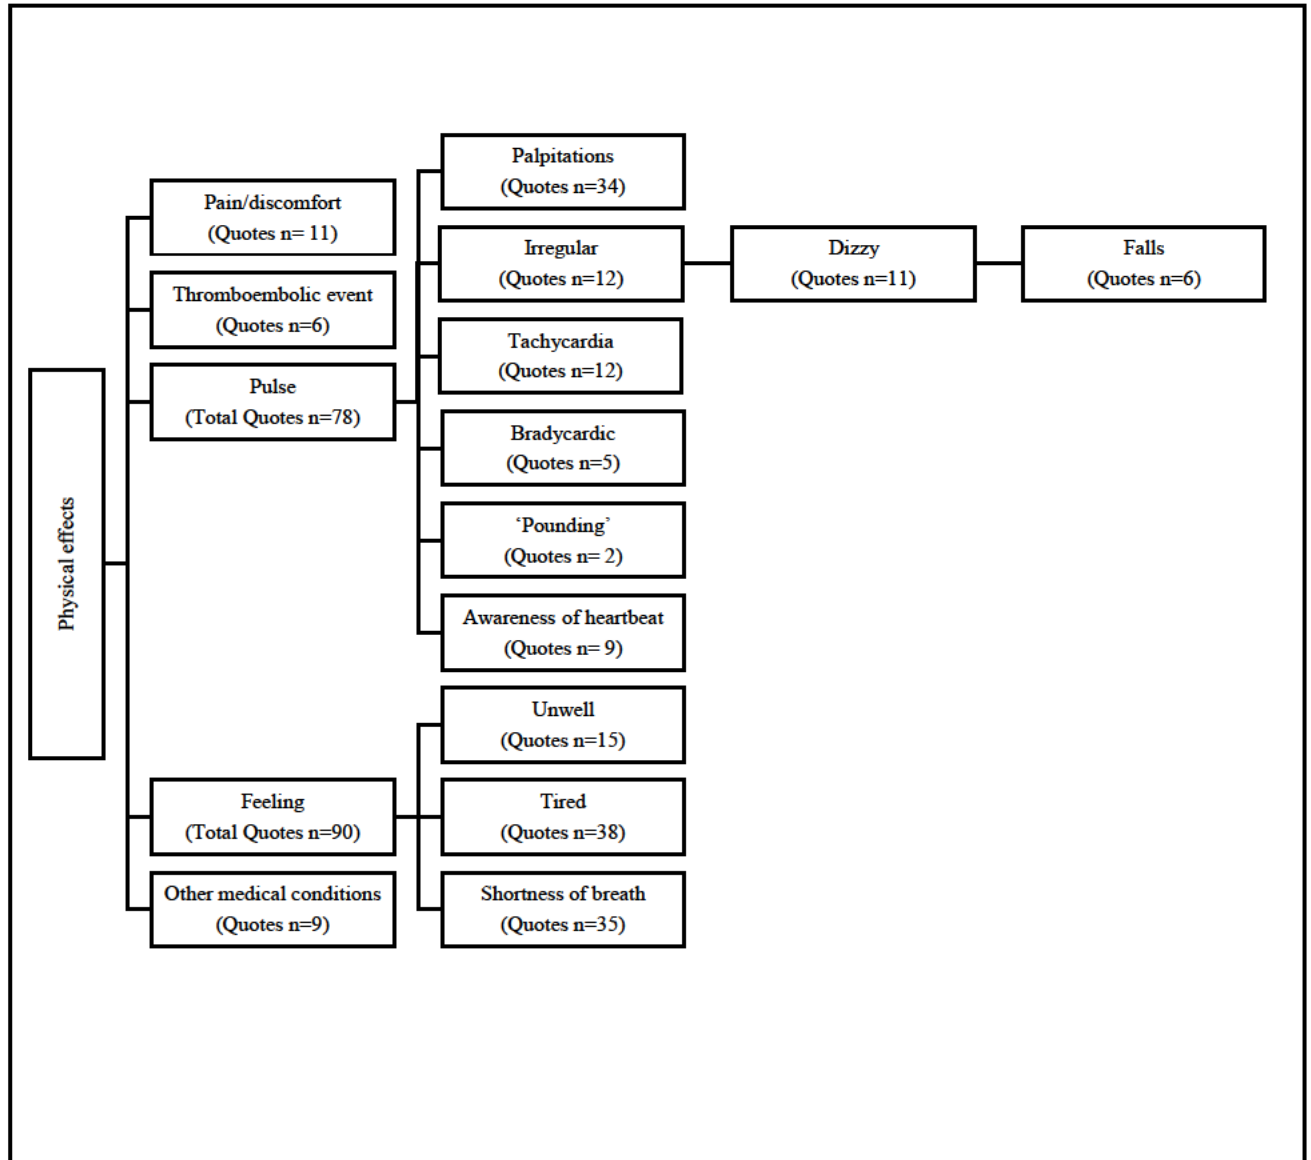 Physical effects
Pain/discomfort
(Quotes n= 11)
Thromboembolic event
(Quotes n=6)
Pulse
(Total Quotes n=78)
Palpitations
(Quotes n=34)
Irregular
(Quotes n=12)
Dizzy
(Quotes n=11)
Falls
(Quotes n=6)
Tachycardia
(Quotes n=12)
Bradycardic
(Quotes n=5)
‘Pounding’
(Quotes n= 2)
Awareness of heartbeat
(Quotes n= 9)
Feeling
(Total Quotes n=90)
Unwell
(Quotes n=15)
Tired
(Quotes n=38)
Shortness of breath
(Quotes n=35)
Other medical conditions
(Quotes n=9)